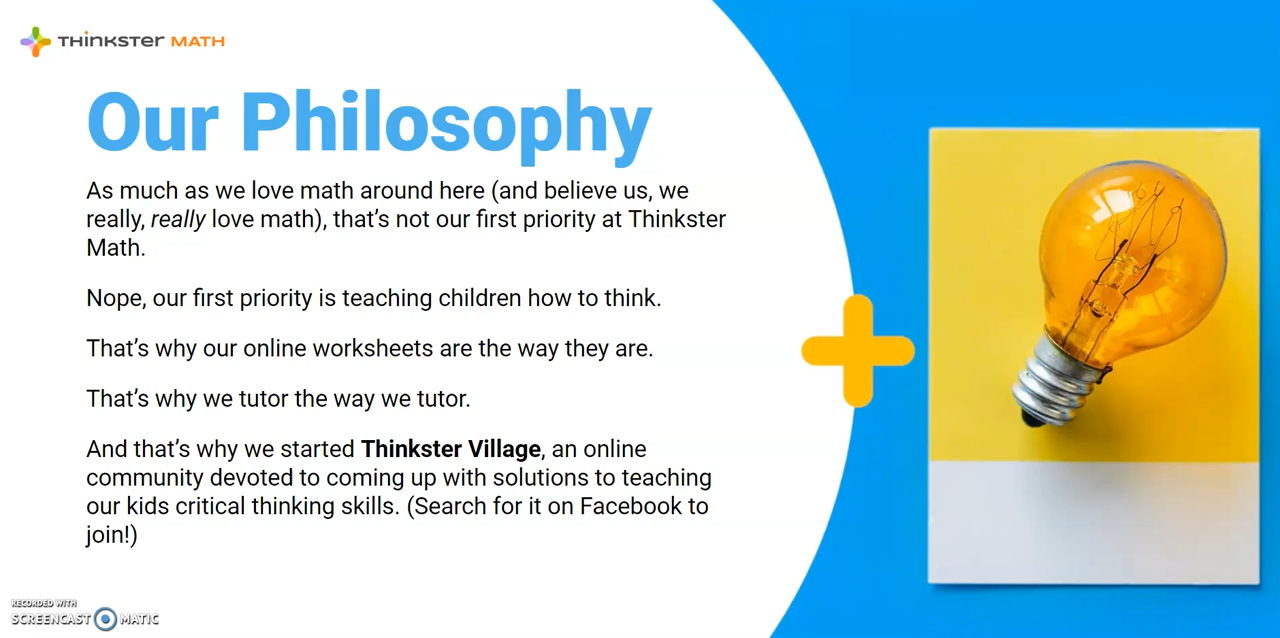 THINKSTER MATH
Our Philosophy
As much as we love math around here (and believe us, we
really, really love math), that's not our first priority at Thinkster
Math.
Nope, our first priority is teaching children how to think.
That's why our online worksheets are the way they are.
That's why we tutor the way we tutor.
And that's why we started Thinkster Village, an online
community devoted to coming up with solutions to teaching
our kids critical thinking skills. (Search for it on Facebook to
join!)
RECORDED WITH
SCREENCAST MATIC